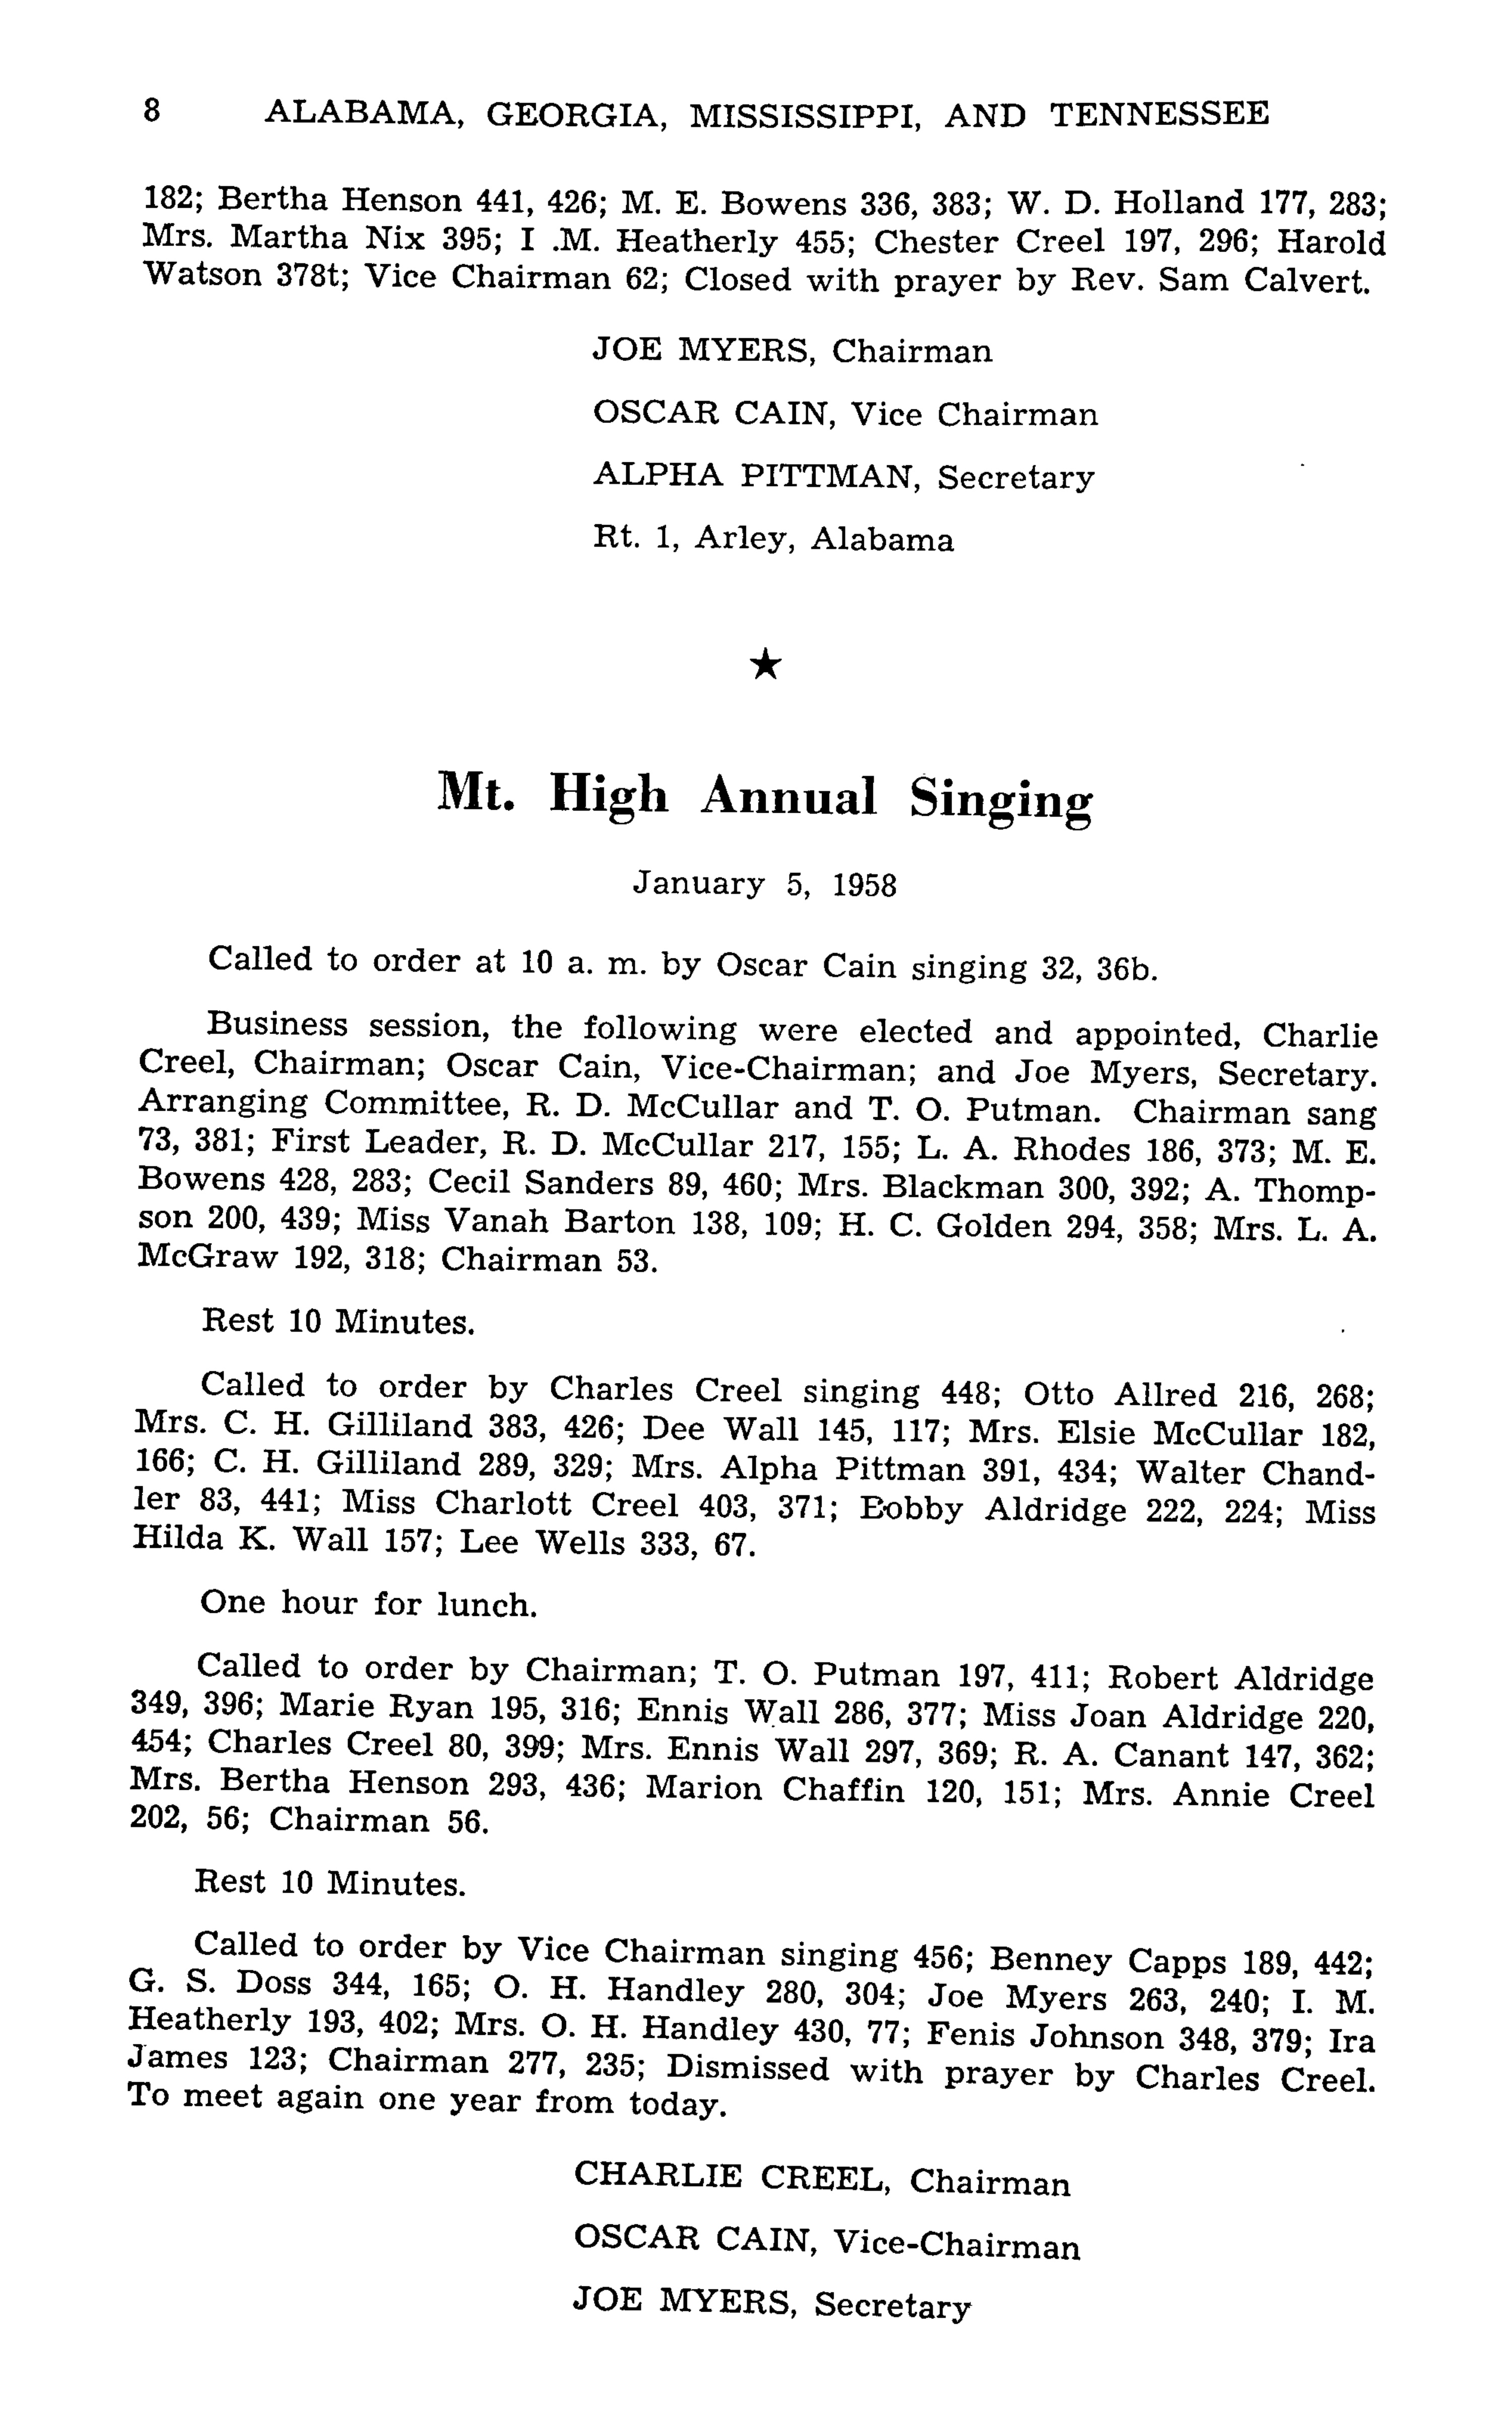 8 ALABAMA, GEORGIA, MISSISSIPPI, AND TENNESSEE
182; Bertha Henson 441, 426; M. E. Bowens 336, 383; W. D. Holland 177, 283;
Mrs. Martha Nix 395; I .M. Heatherly 455; Chester Creel 197, 296; Harold
Watson 378t; Vice Chairman 62; Closed with prayer by Rev. Sam Calvert.
JOE MYERS, Chairman
OSCAR CAIN, Vice Chairman
ALPHA PITTMAN, Secretary
Rt. 1, Arley, Alabama
★
Mt. High Annual Singing
January 5, 1958
Called to order at 10 a. m. by Oscar Cain singing 32, 36b.
Business session, the following were elected and appointed, Charlie
Creel, Chairman; Oscar Cain, Vice-Chairman; and Joe Myers, Secretary.
Arranging Committee, R. D. McCullar and T. O. Putman. Chairman sang
73, 381; First Leader, R. D. McCullar 217, 155; L. A. Rhodes 186, 373; M. E.
Bowens 428, 283; Cecil Sanders 89, 460; Mrs. Blackman 300, 392; A. Thomp-
son 200, 439; Miss Vanah Barton 138, 109; H. C. Golden 294, 358; Mrs. L. A.
McGraw 192, 318; Chairman 53.
Rest 10 Minutes.
Called to order by Charles Creel singing 448; Otto Allred 216, 268;
Mrs. C. H. Gilliland 383, 426; Dee Wall 145, 117; Mrs. Elsie McCullar 182,
166; C. H. Gilliland 289, 329; Mrs. Alpha Pittman 391, 434; Walter Chand-
ler 83, 441; Miss Charlott Creel 403, 371; Bobby Aldridge 222, 224; Miss
Hilda K. Wall 157; Lee Wells 333, 67.
One hour for lunch.
Called to order by Chairman; T. O. Putman 197, 411; Robert Aldridge
349, 396; Marie Ryan 195, 316; Ennis Wall 286, 377; Miss Joan Aldridge 220,
454; Charles Creel 80, 399; Mrs. Ennis Wall 297, 369; R. A. Canant 147, 362;
Mrs. Bertha Henson 293, 436; Marion Chaffin 120, 151; Mrs. Annie Creel
202, 56; Chairman 56.
Rest 10 Minutes.
Called to order by Vice Chairman singing 456; Benney Capps 189, 442;
G. S. Doss 344, 165; O. H. Handley 280, 304; Joe Myers 263, 240; I. M.
Heatherly 193, 402; Mrs. O. H. Handley 430, 77; Fenis Johnson 348, 379; Ira
James 123; Chairman 277, 235; Dismissed with prayer by Charles Creel.
To meet again one year from today.
CHARLIE CREEL, Chairman
OSCAR CAIN, Vice-Chairman
JOE MYERS, Secretary